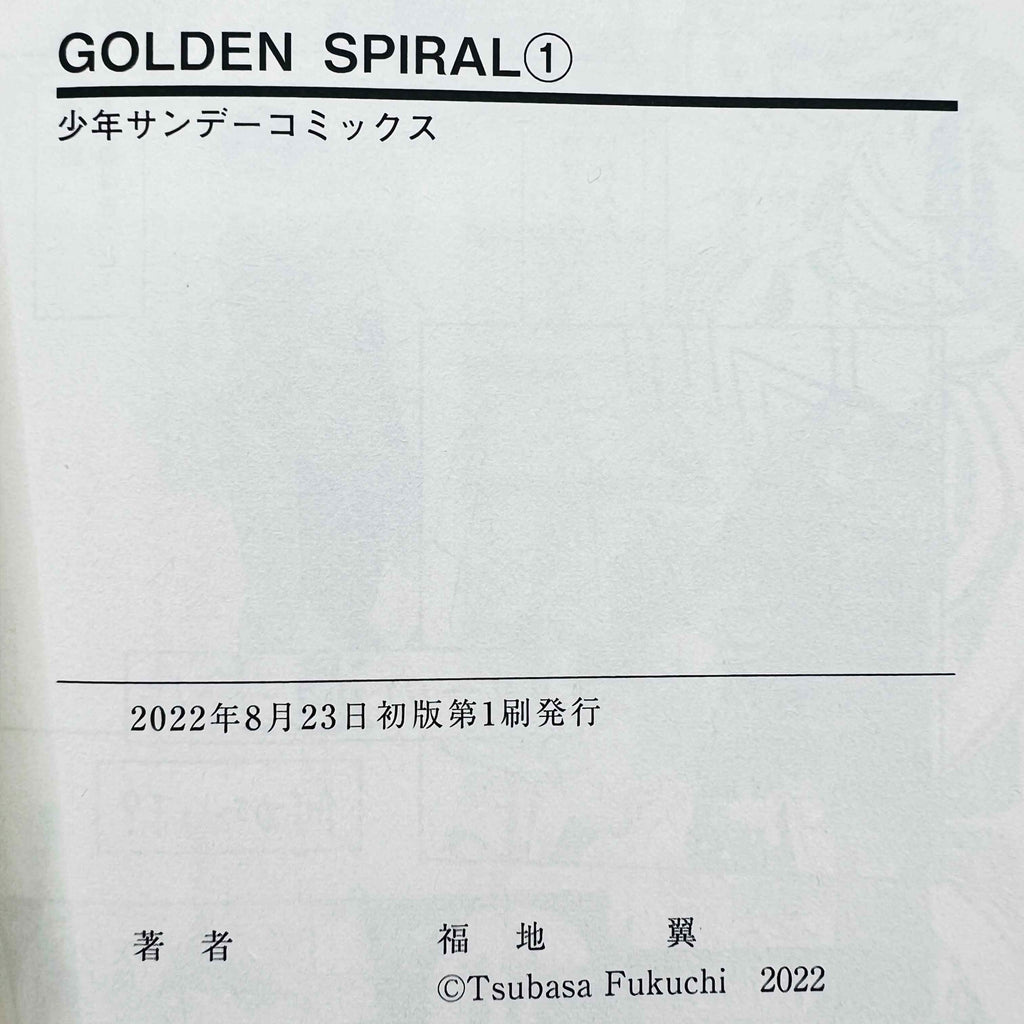 GOLDEN SPIRAL①
少年サンデーコミックス
2022年8月23日初版第1刷発行
著者 福地 翼
©Tsubasa Fukuchi 2022